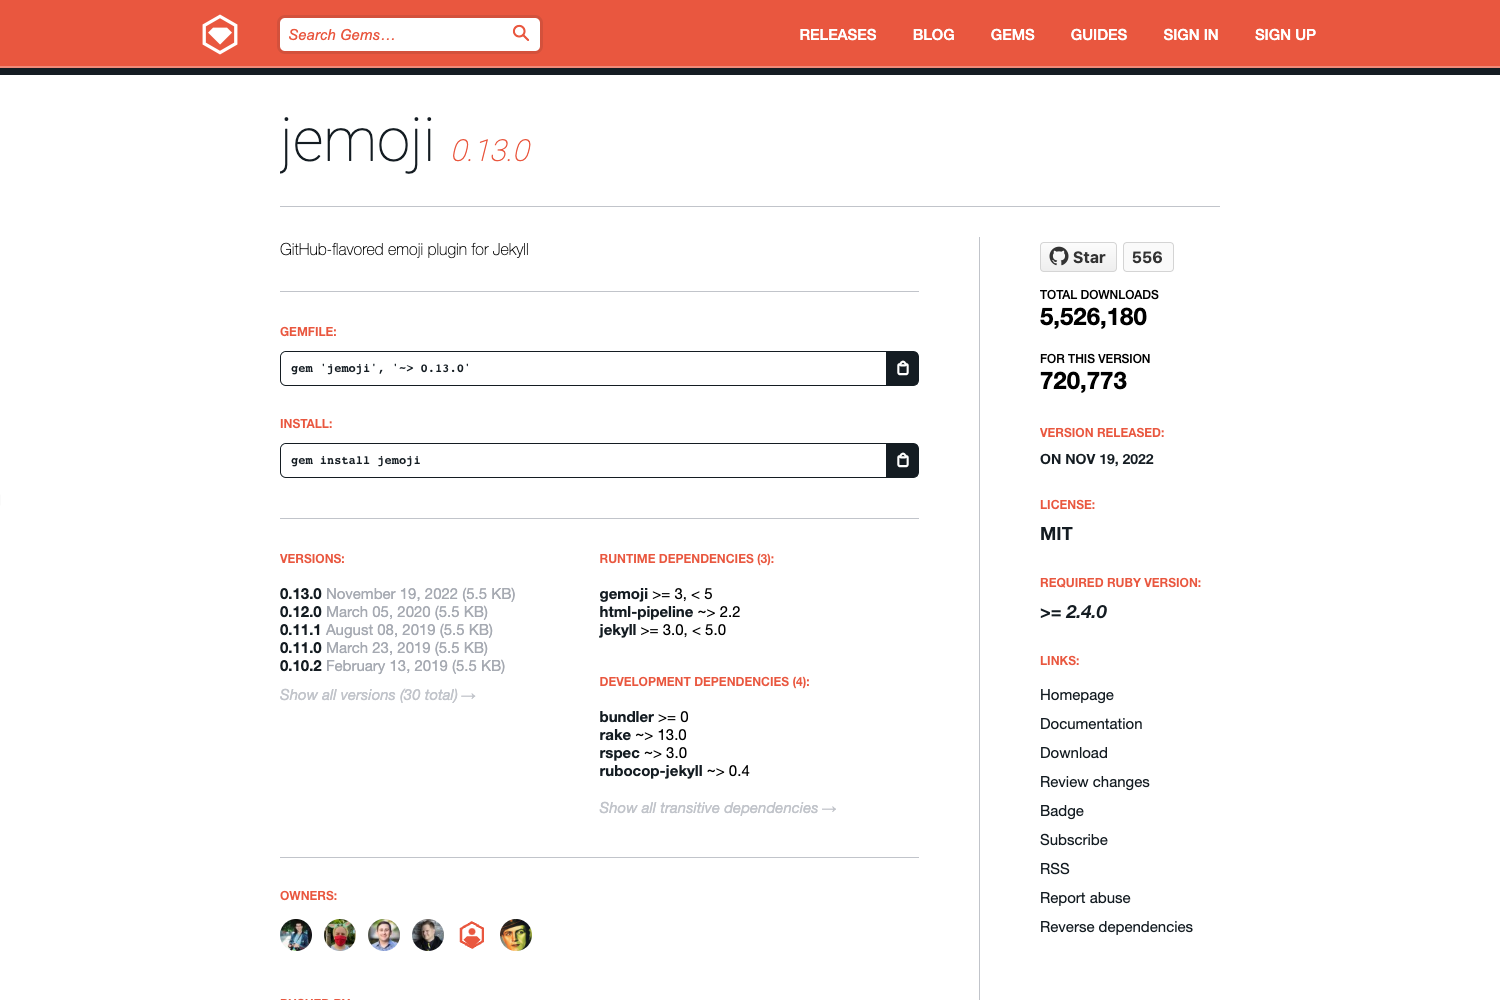 Search Gems…
RELEASES BLOG GEMS GUIDES SIGN IN SIGN UP
jemoji 0.13.0
GitHub-flavored emoji plugin for Jekyll
GEMFILE:
gem 'jemoji', '~> 0.13.0'
INSTALL:
gem install jemoji
VERSIONS:
0.13.0 November 19, 2022 (5.5 KB)
0.12.0 March 05, 2020 (5.5 KB)
0.11.1 August 08, 2019 (5.5 KB)
0.11.0 March 23, 2019 (5.5 KB)
0.10.2 February 13, 2019 (5.5 KB)
Show all versions (30 total) →
RUNTIME DEPENDENCIES (3):
gemoji >= 3, < 5
html-pipeline ~> 2.2
jekyll >= 3.0, < 5.0
DEVELOPMENT DEPENDENCIES (4):
bundler >= 0
rake ~> 13.0
rspec ~> 3.0
rubocop-jekyll ~> 0.4
Show all transitive dependencies →
OWNERS:
Star 556
TOTAL DOWNLOADS
5,526,180
FOR THIS VERSION
720,773
VERSION RELEASED:
ON NOV 19, 2022
LICENSE:
MIT
REQUIRED RUBY VERSION:
>= 2.4.0
LINKS:
Homepage
Documentation
Download
Review changes
Badge
Subscribe
RSS
Report abuse
Reverse dependencies